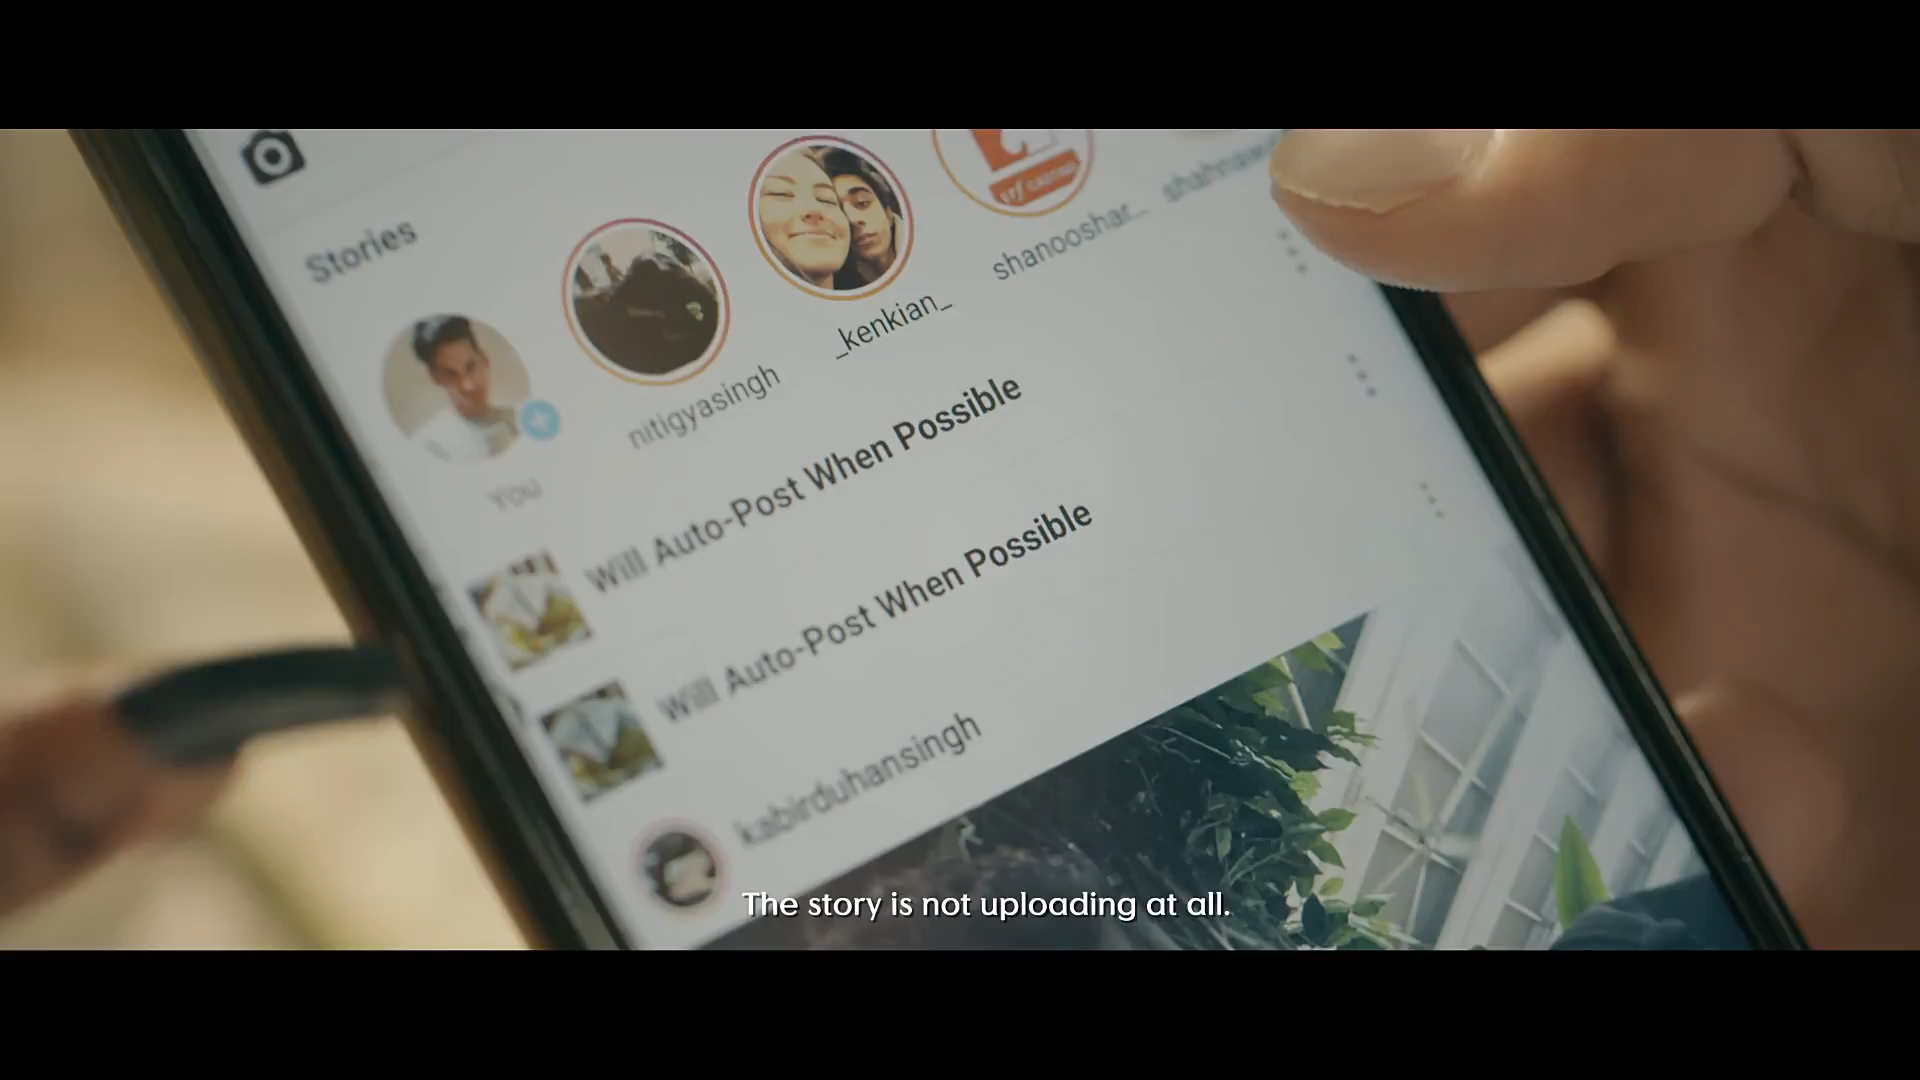 Stories
You
nitigyasingh
_kenkian_
shanooshar...
Will Auto-Post When Possible
Will Auto-Post When Possible
kabirduhansingh
The story is not uploading at all.